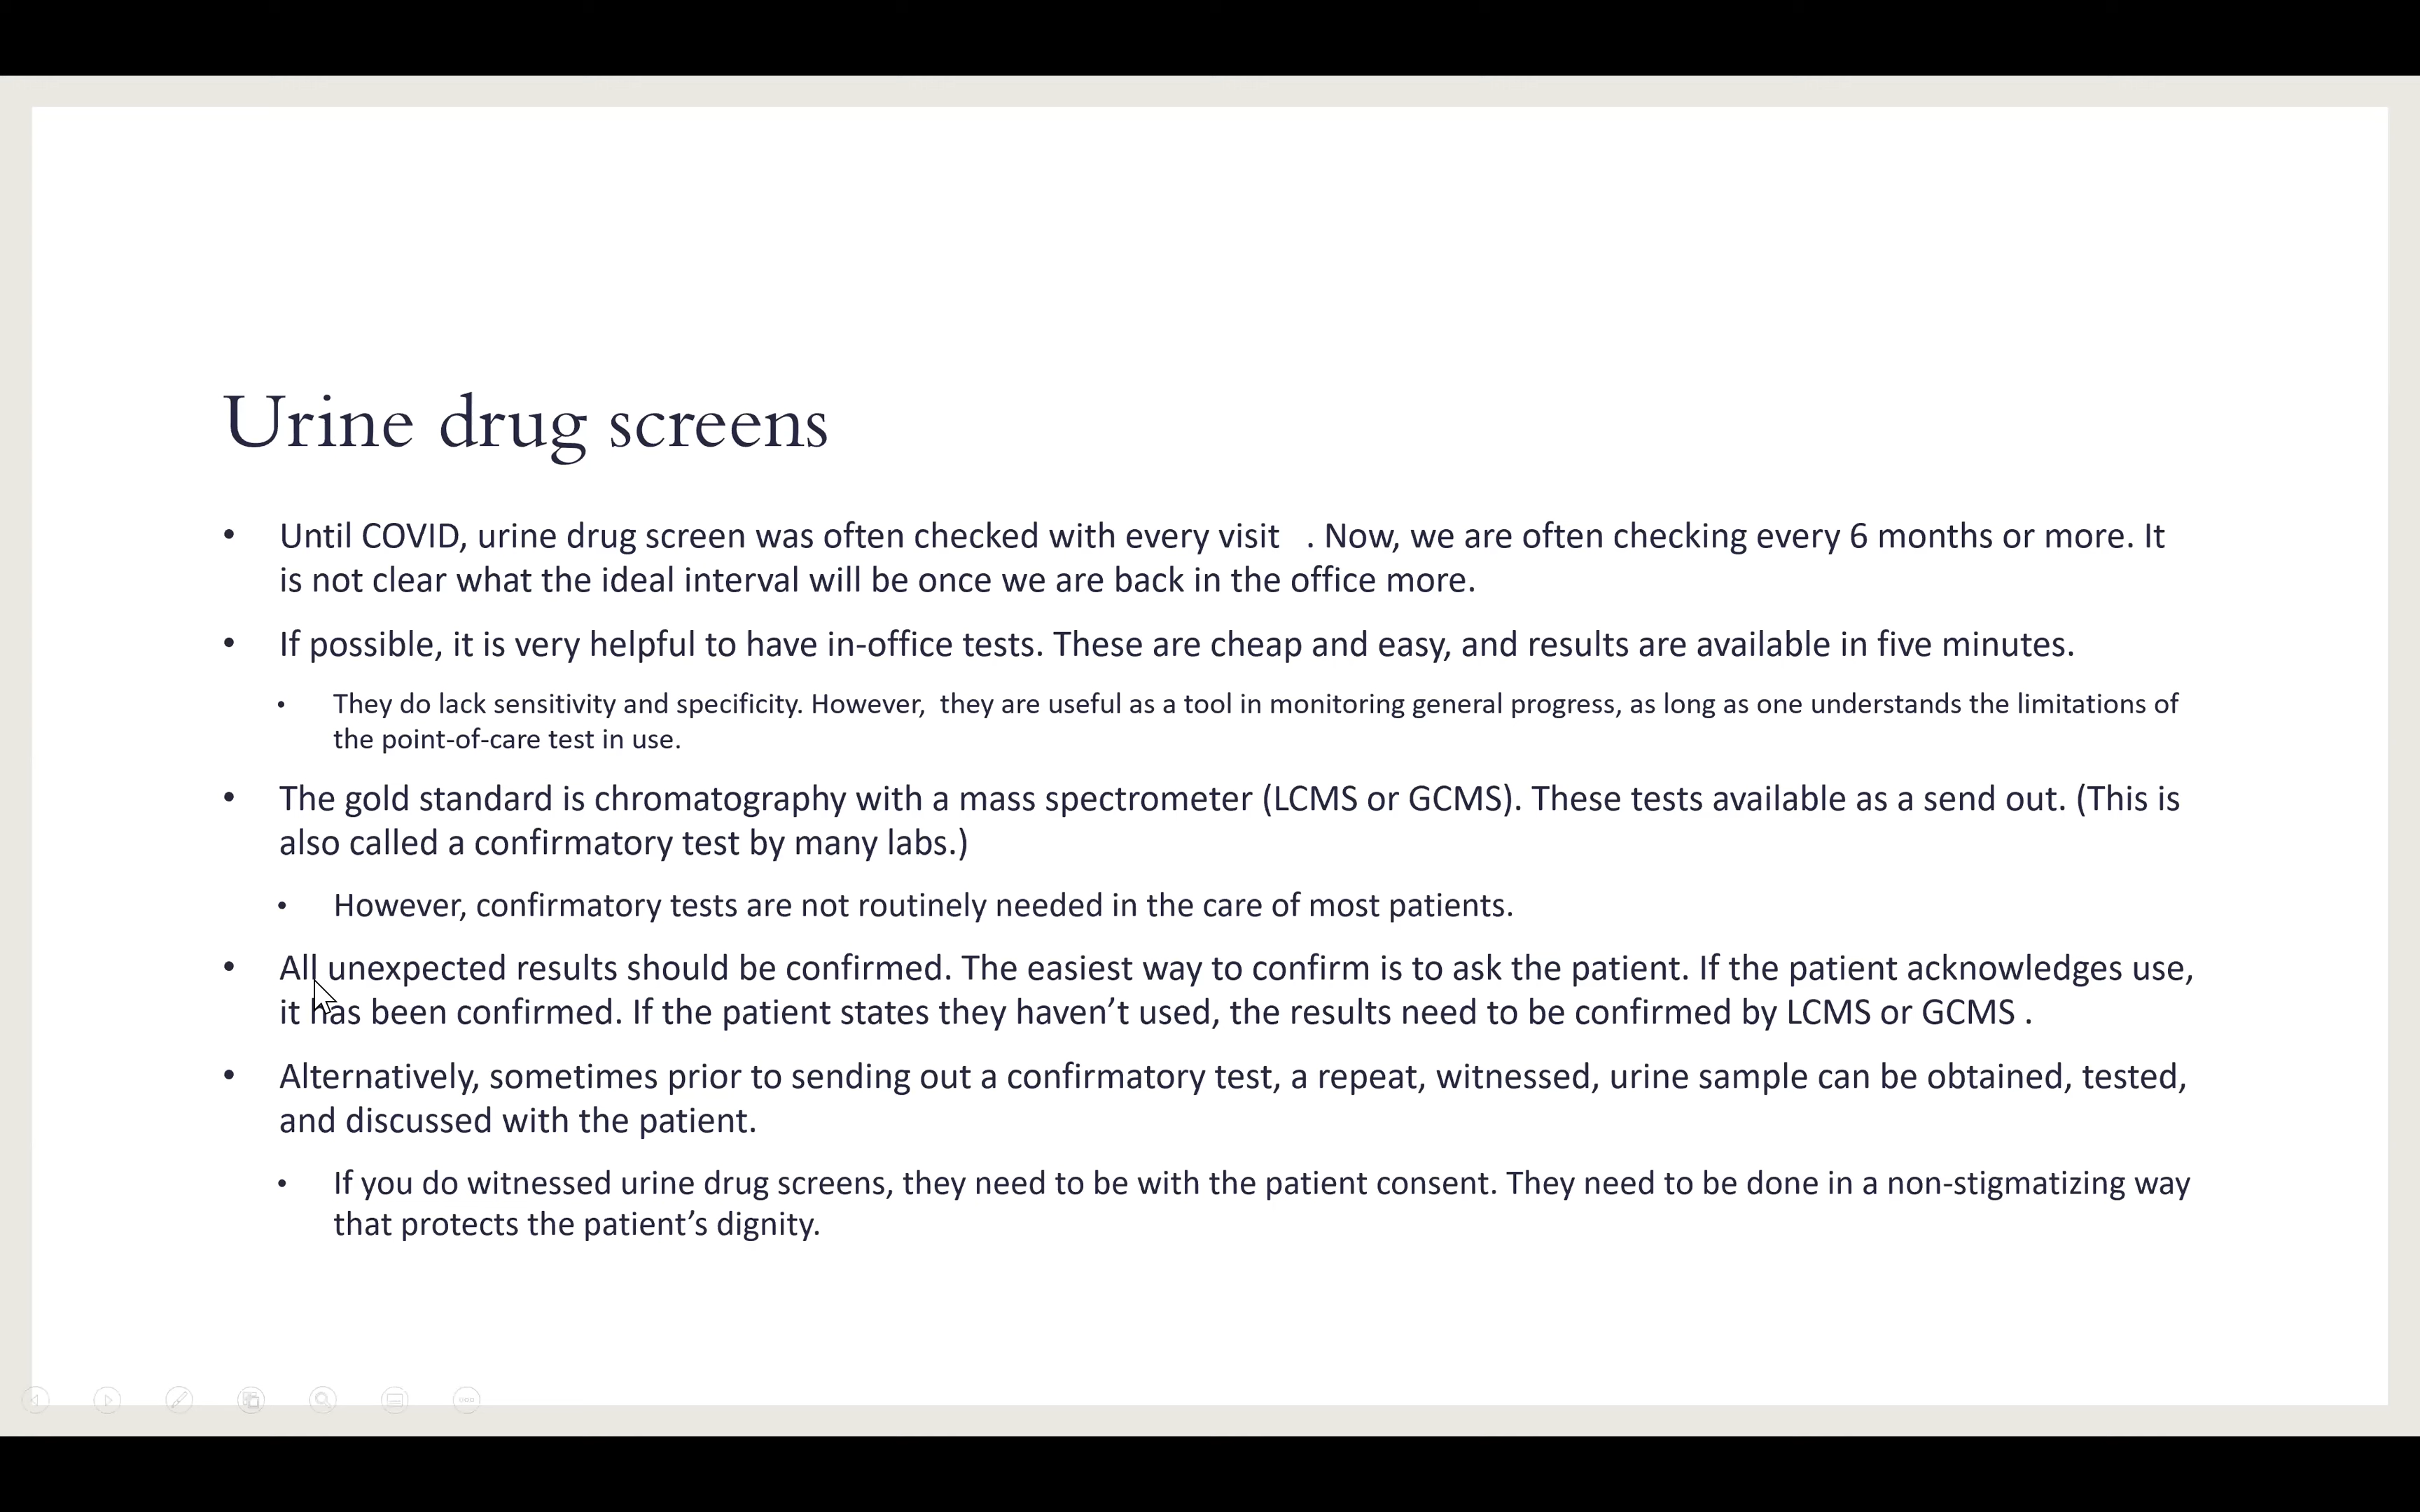 Urine drug screens
• Until COVID, urine drug screen was often checked with every visit   . Now, we are often checking every 6 months or more. It
is not clear what the ideal interval will be once we are back in the office more.
• If possible, it is very helpful to have in-office tests. These are cheap and easy, and results are available in five minutes.
• They do lack sensitivity and specificity. However,  they are useful as a tool in monitoring general progress, as long as one understands the limitations of
the point-of-care test in use.
• The gold standard is chromatography with a mass spectrometer (LCMS or GCMS). These tests available as a send out. (This is
also called a confirmatory test by many labs.)
• However, confirmatory tests are not routinely needed in the care of most patients.
• All unexpected results should be confirmed. The easiest way to confirm is to ask the patient. If the patient acknowledges use,
it has been confirmed. If the patient states they haven’t used, the results need to be confirmed by LCMS or GCMS .
• Alternatively, sometimes prior to sending out a confirmatory test, a repeat, witnessed, urine sample can be obtained, tested,
and discussed with the patient.
• If you do witnessed urine drug screens, they need to be with the patient consent. They need to be done in a non-stigmatizing way
that protects the patient’s dignity.